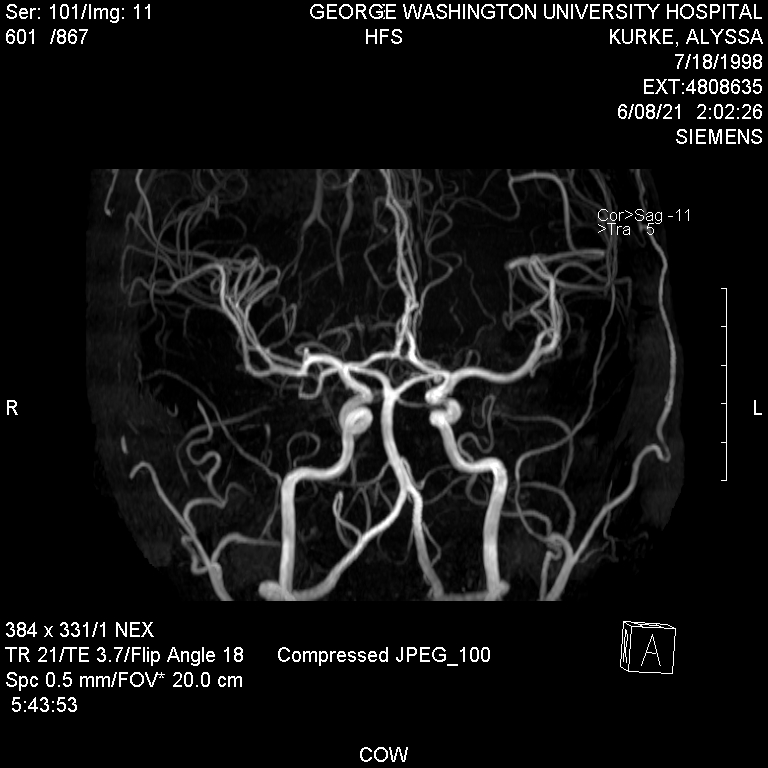 Ser: 101/Img: 11
601 /867
HFS
GEORGE WASHINGTON UNIVERSITY HOSPITAL
KURKE, ALYSSA
7/18/1998
EXT:4808635
6/08/21 2:02:26
SIEMENS
Cor>Sag -11
>Tra 5
R
L
384 x 331/1 NEX
TR 21/TE 3.7/Flip Angle 18
Compressed JPEG_100
Spc 0.5 mm/FOV* 20.0 cm
5:43:53
A
COW